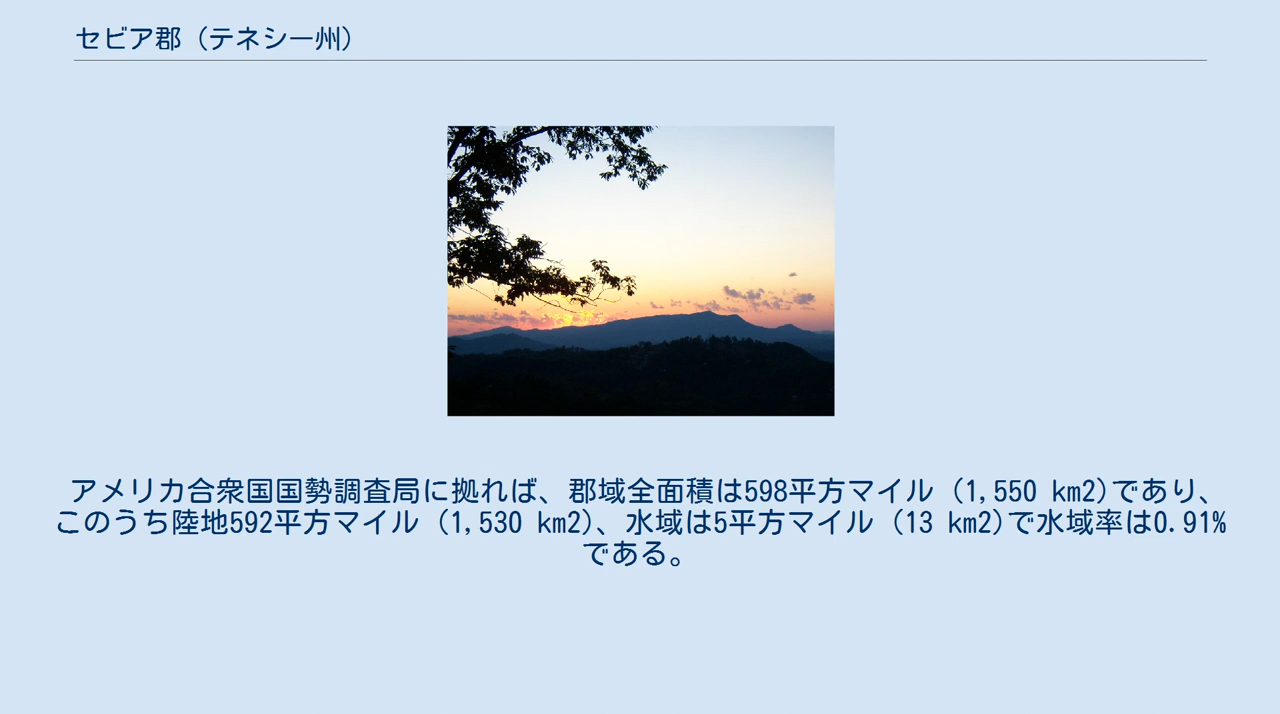 セビア郡 (テネシー州)
アメリカ合衆国国勢調査局に拠れば、郡域全面積は598平方マイル (1,550 km2)であり、
このうち陸地592平方マイル (1,530 km2)、水域は5平方マイル (13 km2)で水域率は0.91%
である。